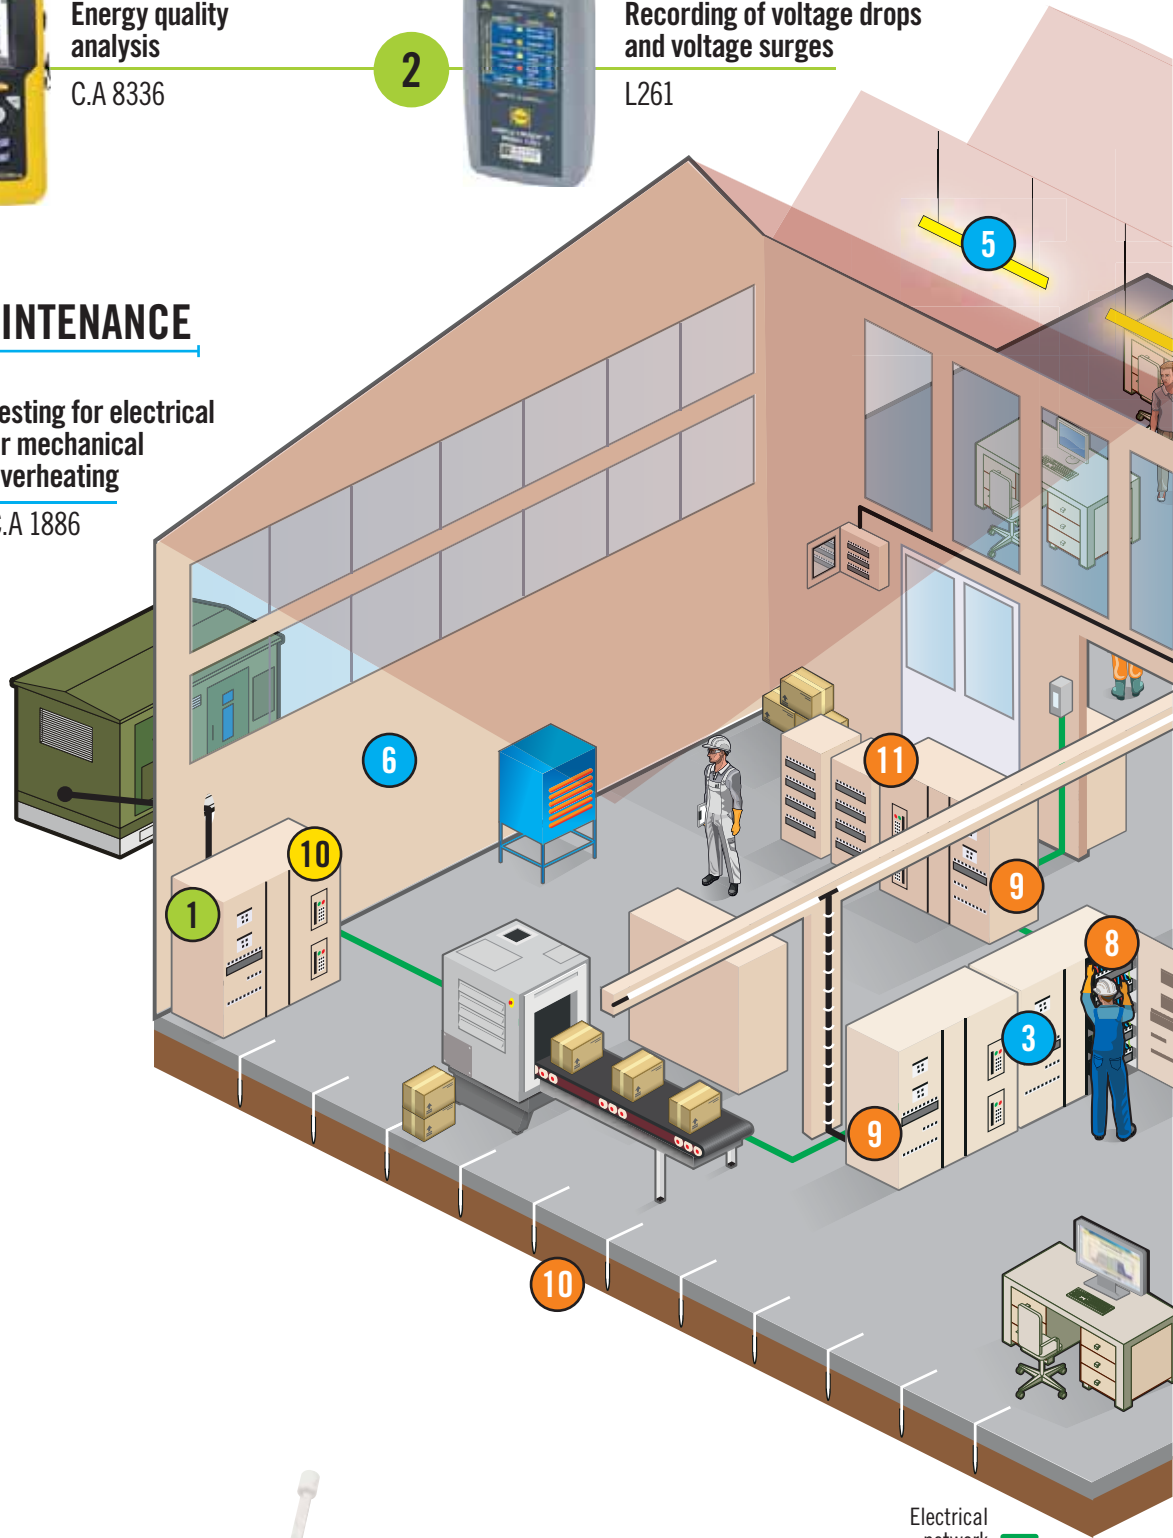 Energy quality
analysis
C.A 8336
2
Recording of voltage drops
and voltage surges
L261
5
INTENANCE
esting for electrical
r mechanical
verheating
C.A 1886
6
11
10
1
9
8
3
9
10
Electrical
network